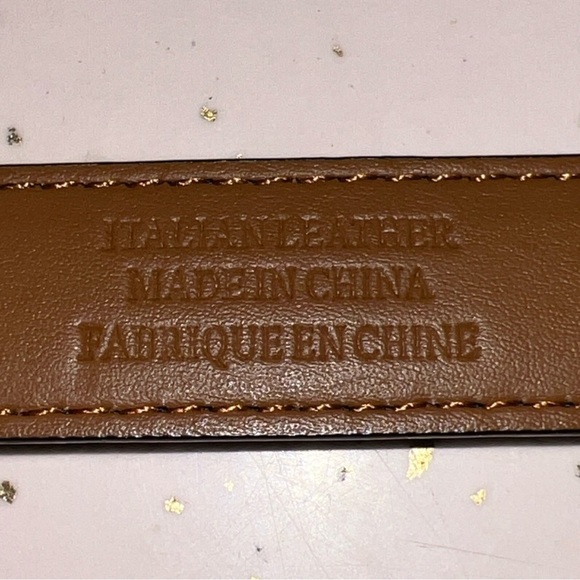 ITALIAN LEATHER
MADE IN CHINA
FABRIQUE EN CHINE